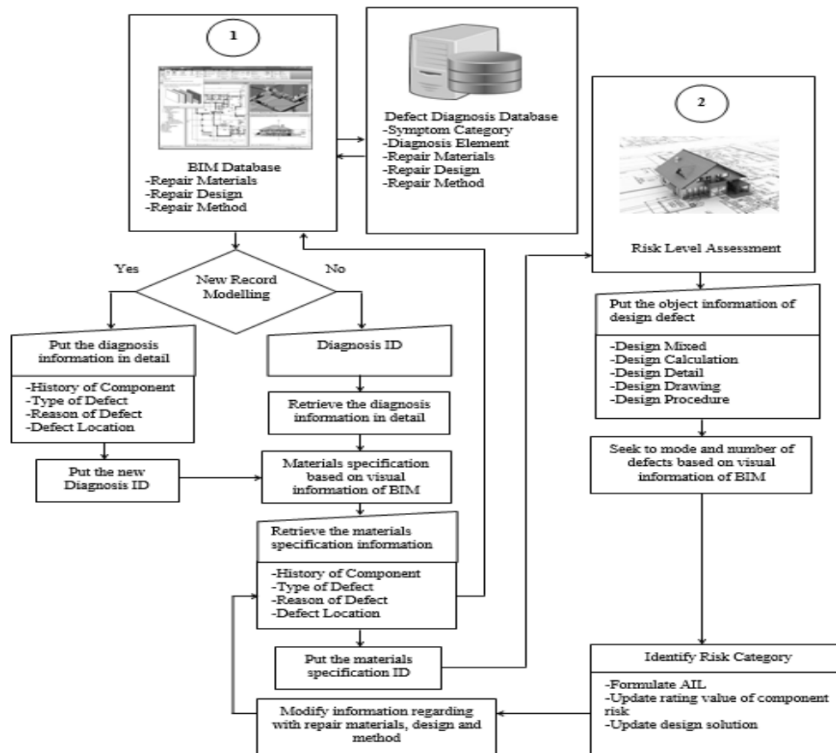 1
BIM Database
-Repair Materials
-Repair Design
-Repair Method
Defect Diagnosis Database
-Symptom Category
-Diagnosis Element
-Repair Materials
-Repair Design
-Repair Method
2
Risk Level Assessment
Yes
New Record
Modelling
No
Put the diagnosis
information in detail
-History of Component
-Type of Defect
-Reason of Defect
-Defect Location
Put the new
Diagnosis ID
Diagnosis ID
Retrieve the diagnosis
information in detail
Materials specification
based on visual
information of BIM
Retrieve the materials
specification information
-History of Component
-Type of Defect
-Reason of Defect
-Defect Location
Put the materials
specification ID
Modify information regarding
with repair materials, design and
method
Put the object information of
design defect
-Design Mixed
-Design Calculation
-Design Detail
-Design Drawing
-Design Procedure
Seek to mode and number of
defects based on visual
information of BIM
Identify Risk Category
-Formulate AIL
-Update rating value of component
risk
-Update design solution